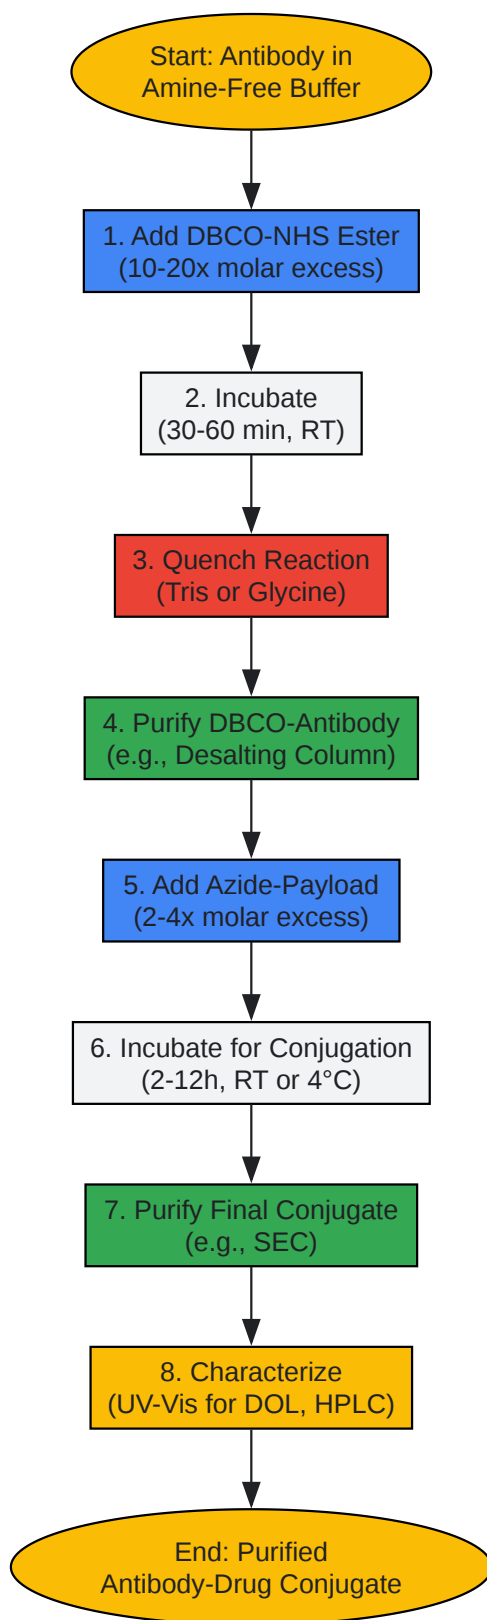 Start: Antibody in
Amine-Free Buffer
1. Add DBCO-NHS Ester
(10-20x molar excess)
2. Incubate
(30-60 min, RT)
3. Quench Reaction
(Tris or Glycine)
4. Purify DBCO-Antibody
(e.g., Desalting Column)
5. Add Azide-Payload
(2-4x molar excess)
6. Incubate for Conjugation
(2-12h, RT or 4°C)
7. Purify Final Conjugate
(e.g., SEC)
8. Characterize
(UV-Vis for DOL, HPLC)
End: Purified
Antibody-Drug Conjugate